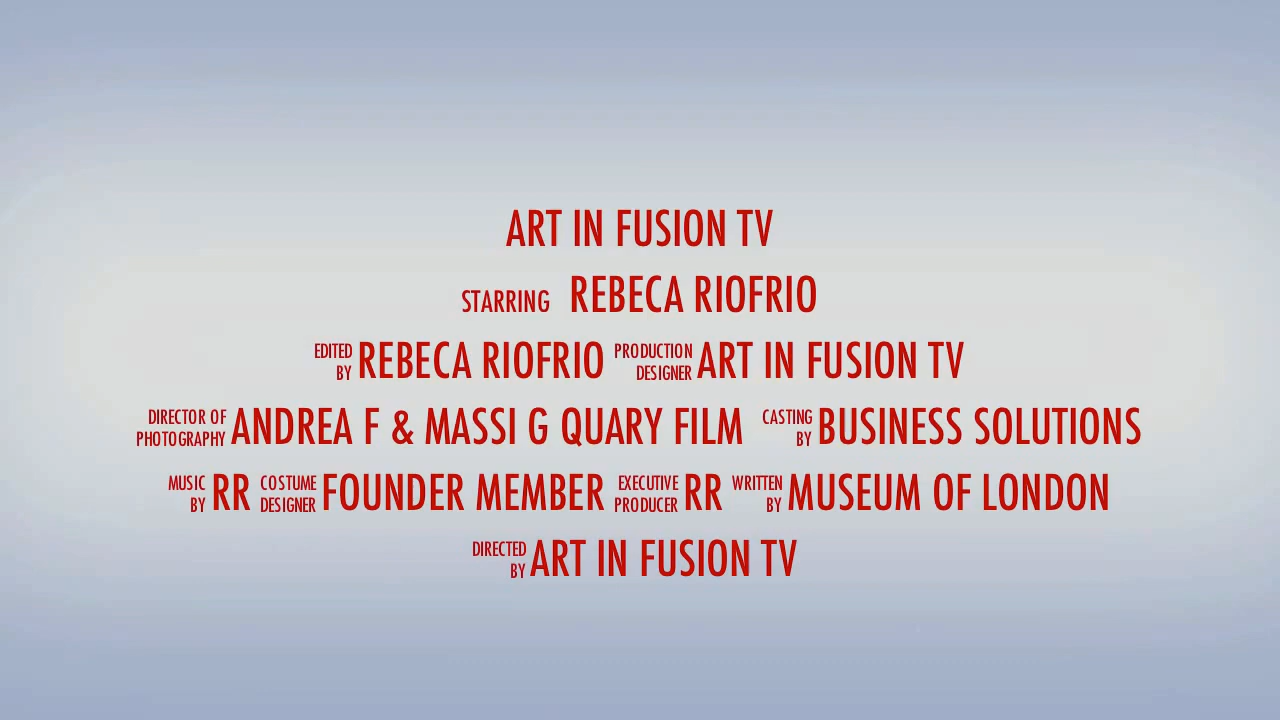 ART IN FUSION TV
STARRING REBECA RIOFRIO
EDITED BY REBECA RIOFRIO PRODUCTION DESIGNER ART IN FUSION TV
DIRECTOR OF PHOTOGRAPHY ANDREA F & MASSI G QUARY FILM CASTING BY BUSINESS SOLUTIONS
MUSIC BY RR COSTUME DESIGNER FOUNDER MEMBER EXECUTIVE PRODUCER RR WRITTEN BY MUSEUM OF LONDON
DIRECTED BY ART IN FUSION TV